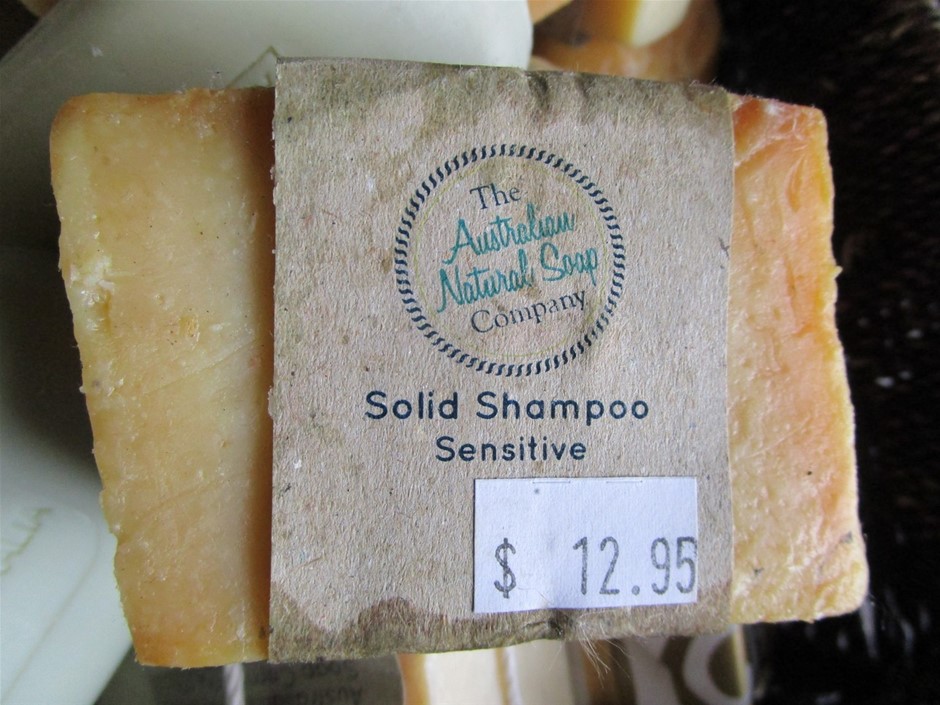 The
Australian
Natural Soap
Company
Solid Shampoo
Sensitive
$ 12.95